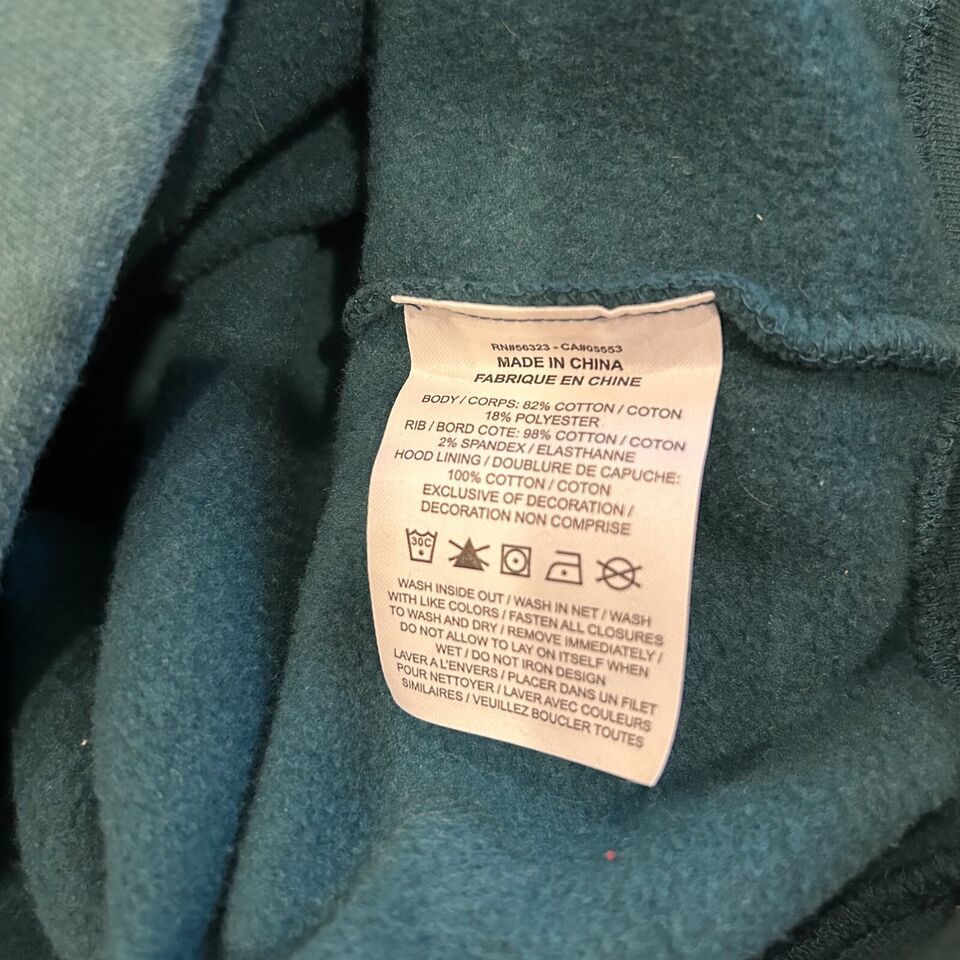 RN#56323 - CA#05553
MADE IN CHINA
FABRIQUE EN CHINE
BODY / CORPS: 82% COTTON / COTON
18% POLYESTER
RIB / BORD COTE: 98% COTTON / COTON
2% SPANDEX / ELASTHANNE
HOOD LINING / DOUBLURE DE CAPUCHE:
100% COTTON / COTON
EXCLUSIVE OF DECORATION /
DECORATION NON COMPRISE
30C
WASH INSIDE OUT / WASH IN NET / WASH
WITH LIKE COLORS / FASTEN ALL CLOSURES
TO WASH AND DRY / REMOVE IMMEDIATELY /
DO NOT ALLOW TO LAY ON ITSELF WHEN
WET / DO NOT IRON DESIGN
LAVER A L'ENVERS / PLACER DANS UN FILET
POUR NETTOYER / LAVER AVEC COULEURS
SIMILAIRES / VEUILLEZ BOUCLER TOUTES